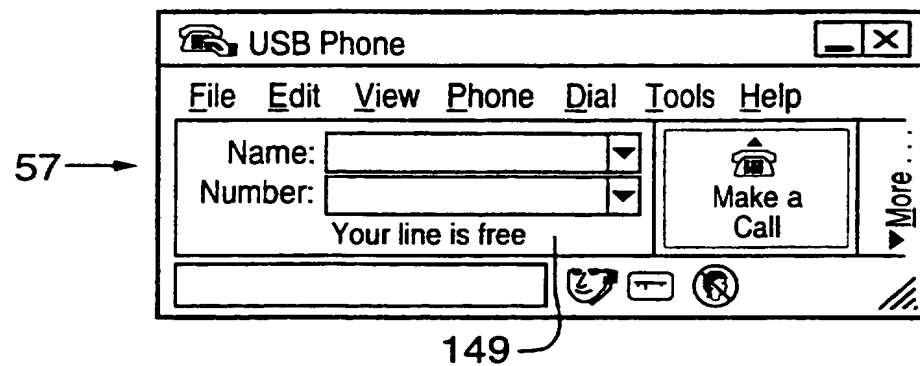 USB Phone
File Edit View Phone Dial Tools Help
57
Name:
Number:
Your line is free
Make a
Call
More...
149